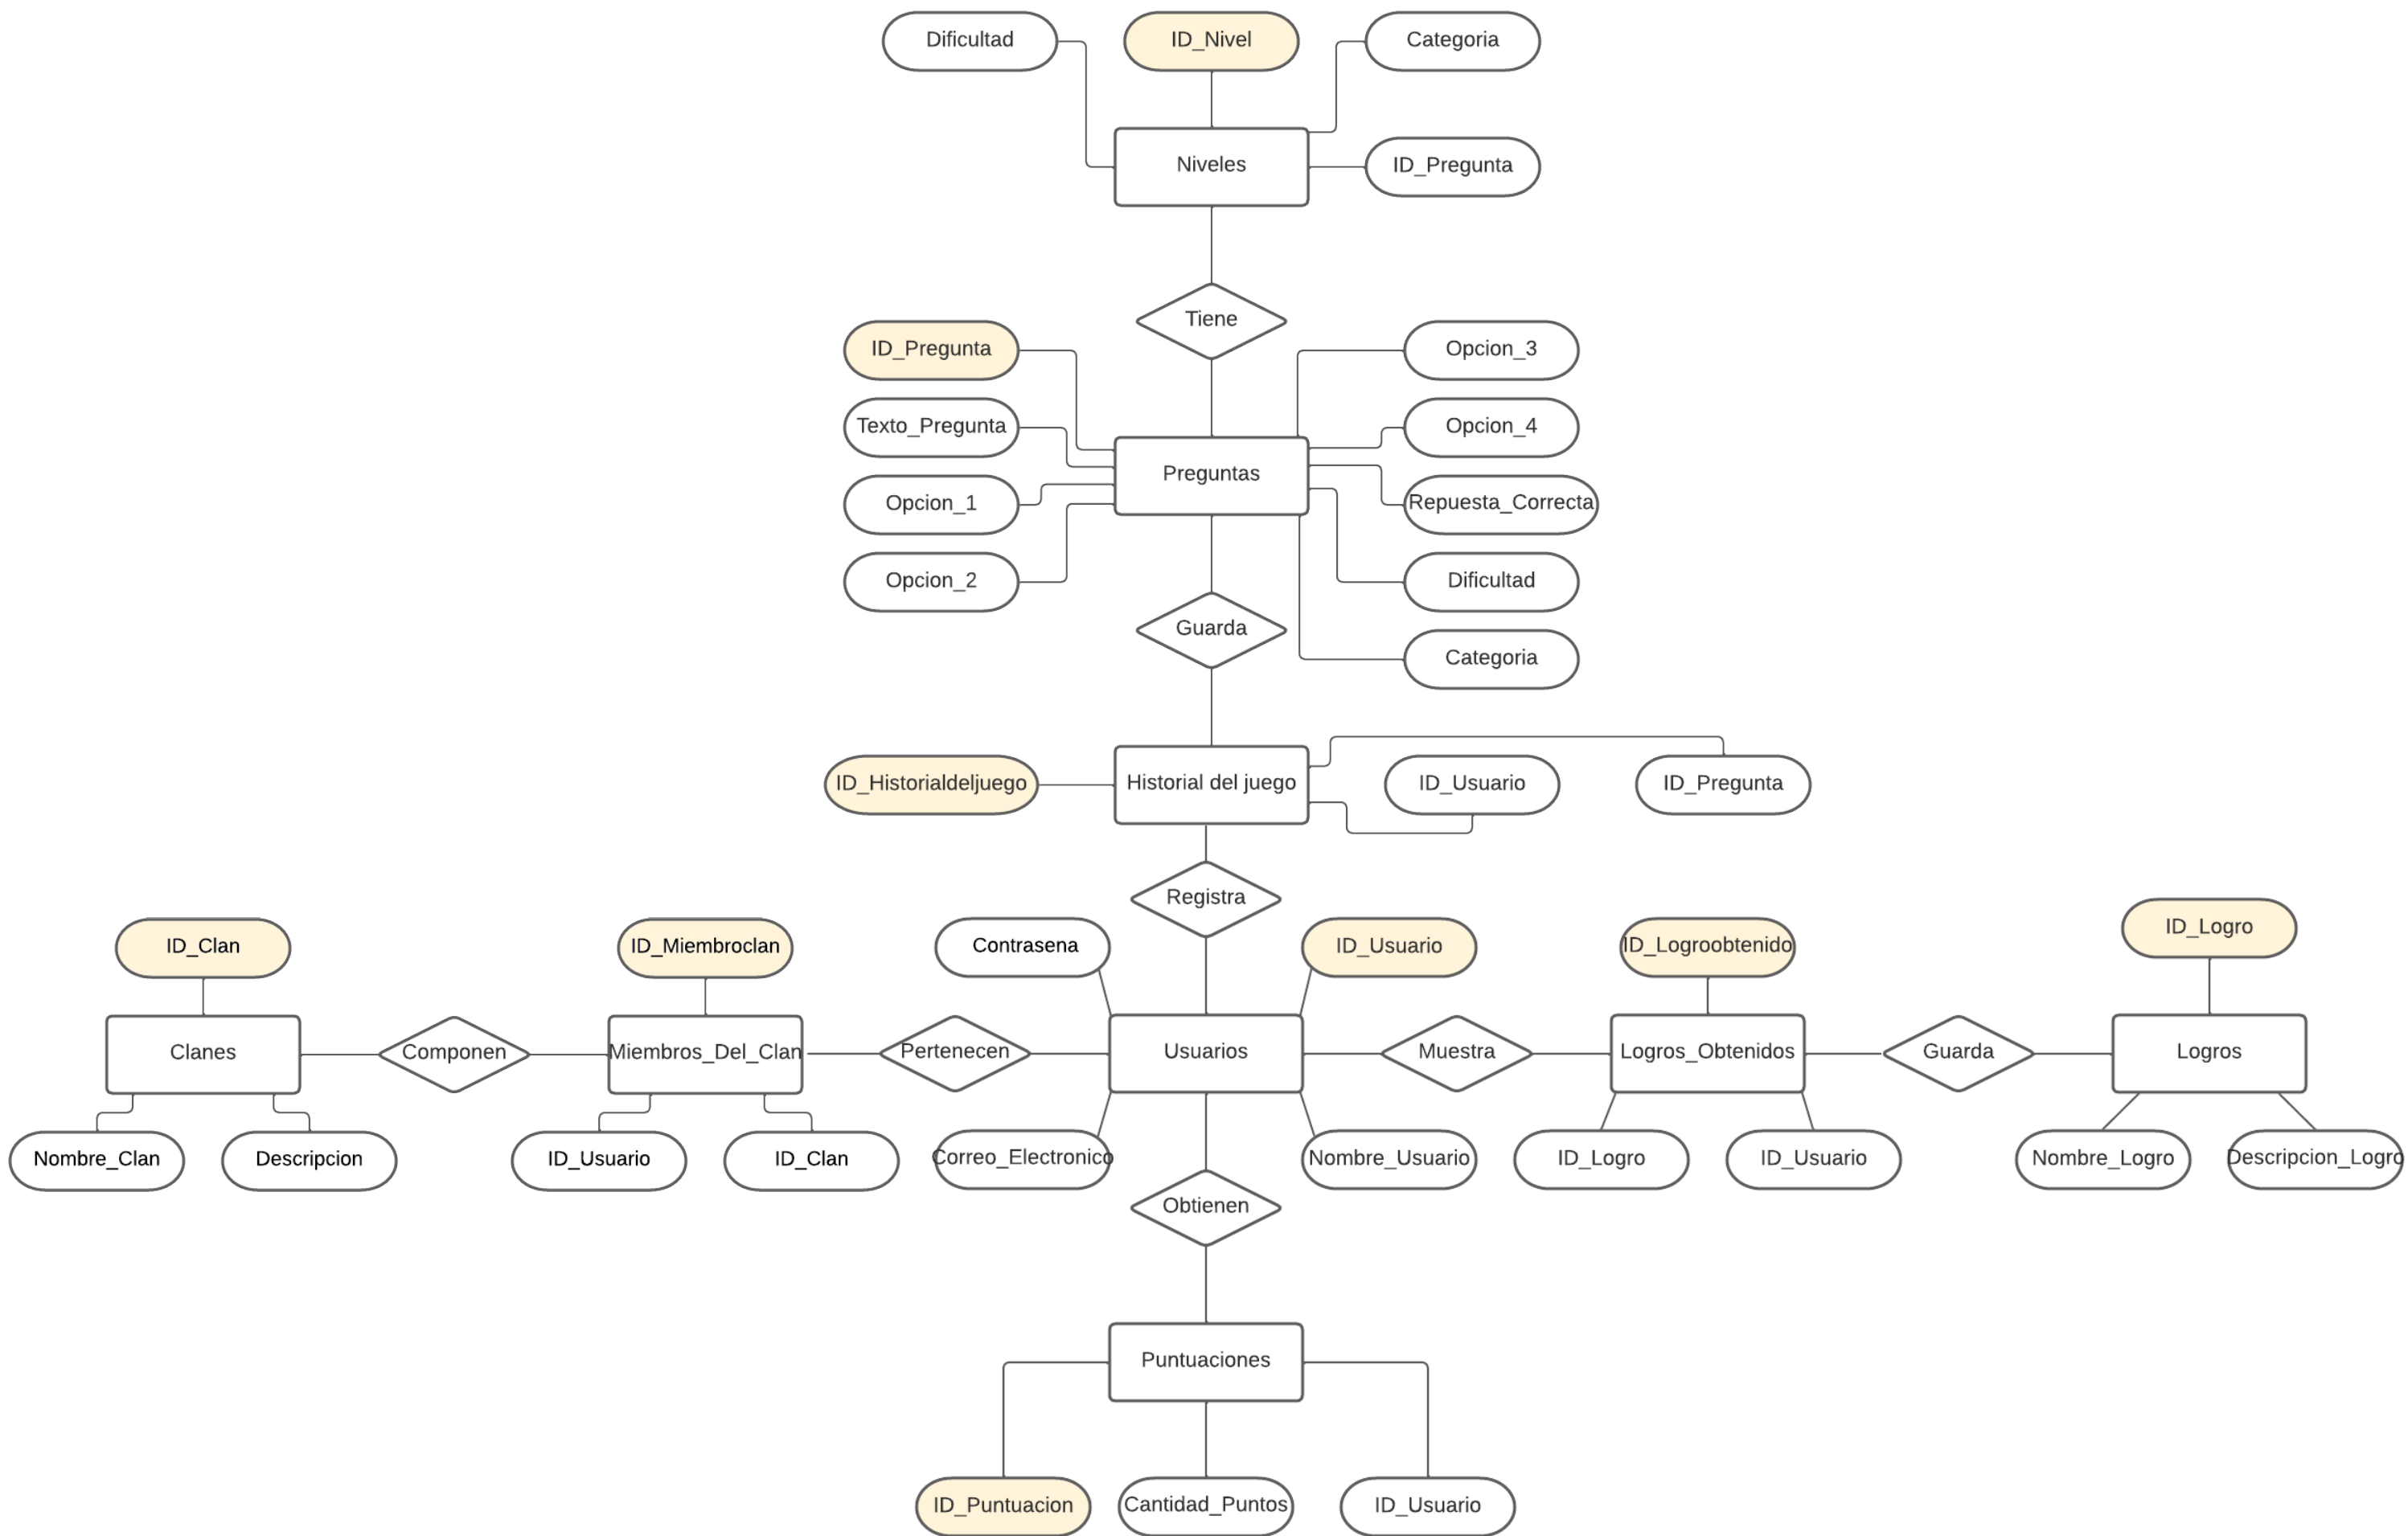 Dificultad
ID_Nivel
Categoria
Niveles
ID_Pregunta
Tiene
ID_Pregunta
Opcion_3
Texto_Pregunta
Opcion_4
Preguntas
Opcion_1
Repuesta_Correcta
Opcion_2
Dificultad
Guarda
Categoria
ID_Historialdeljuego
Historial del juego
ID_Usuario
ID_Pregunta
Registra
ID_Clan
ID_Miembroclan
Contrasena
ID_Usuario
ID_Logroobtenido
ID_Logro
Clanes
Componen
Miembros_Del_Clan
Pertenecen
Usuarios
Muestra
Logros_Obtenidos
Guarda
Logros
Nombre_Clan
Descripcion
ID_Usuario
ID_Clan
Correo_Electronico
Nombre_Usuario
ID_Logro
ID_Usuario
Nombre_Logro
Descripcion_Logro
Obtienen
Puntuaciones
ID_Puntuacion
Cantidad_Puntos
ID_Usuario